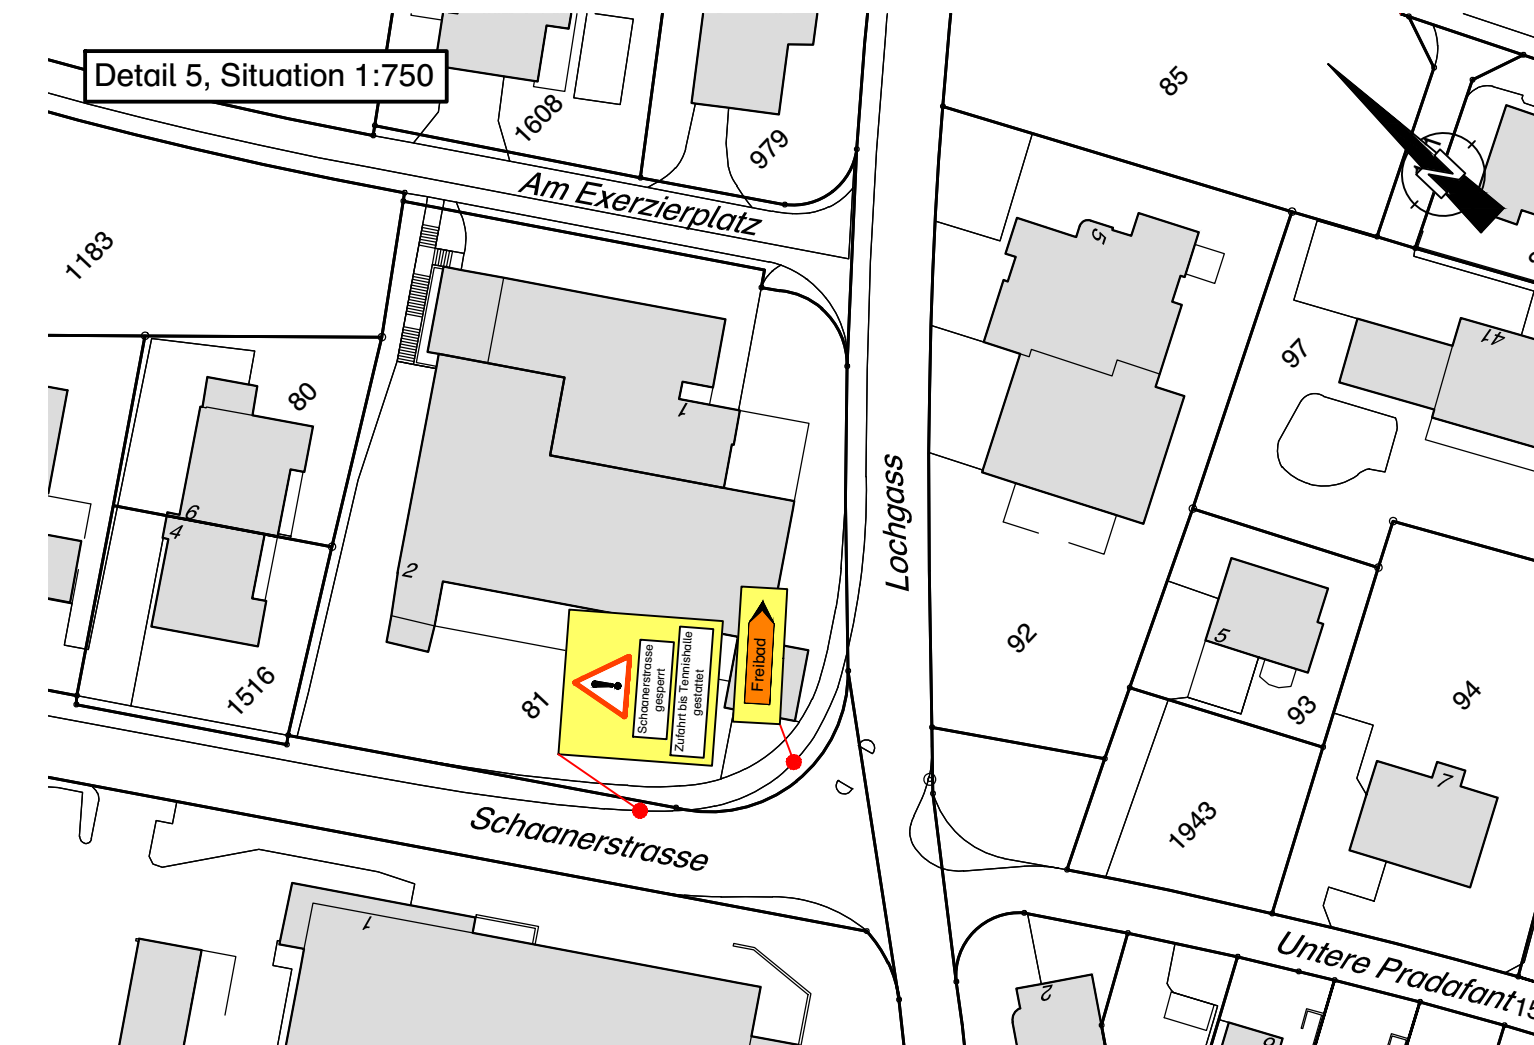 Detail 5, Situation 1:750
1608
979
85
Am Exerzierplatz
1183
5
97
41
80
1
6
4
2
Lochgass
92
5
93
94
1516
81
Schaanerstrasse
gesperrt
Zufahrt bis Tennishalle
gestattet
Freibad
1943
7
Schaanerstrasse
1
Untere Pradafant
15
2